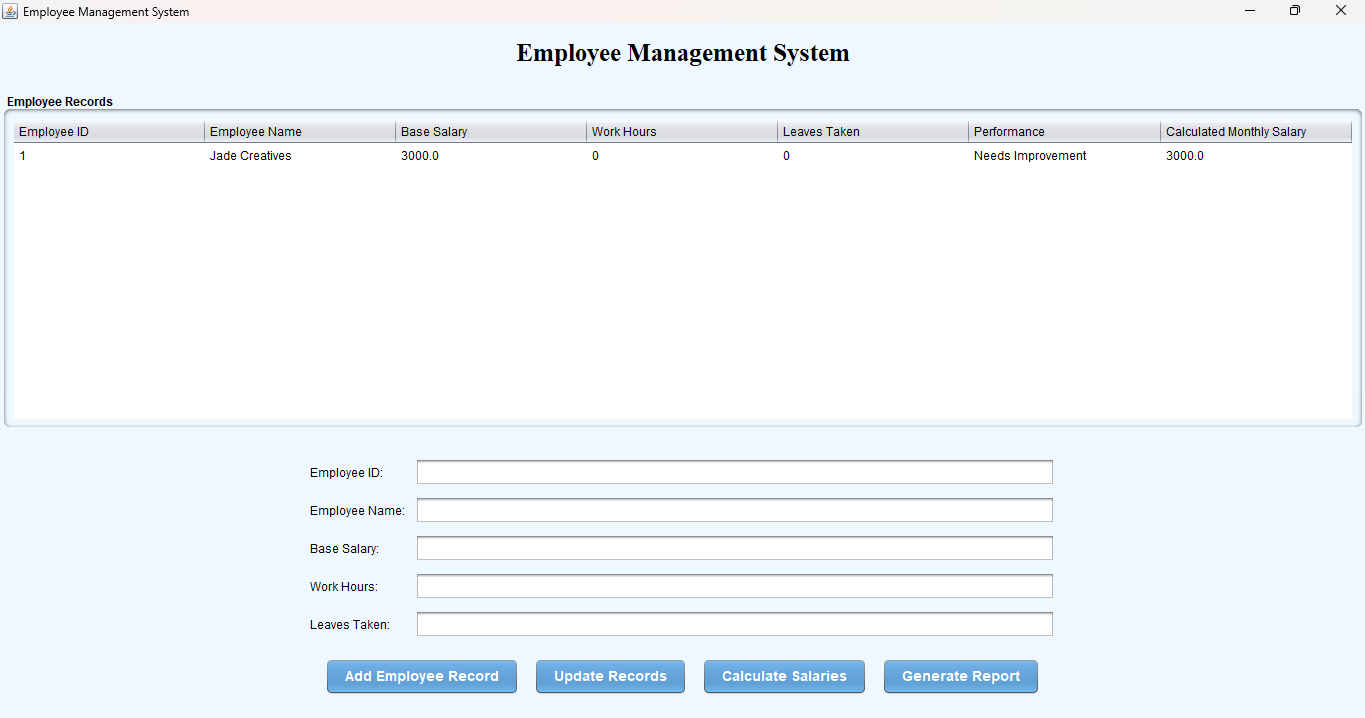 Employee Management System
Employee Management System
Employee Records
Employee ID Employee Name Base Salary Work Hours Leaves Taken Performance Calculated Monthly Salary
1 Jade Creatives 3000.0 0 0 Needs Improvement 3000.0
Employee ID:
Employee Name:
Base Salary:
Work Hours:
Leaves Taken:
Add Employee Record Update Records Calculate Salaries Generate Report